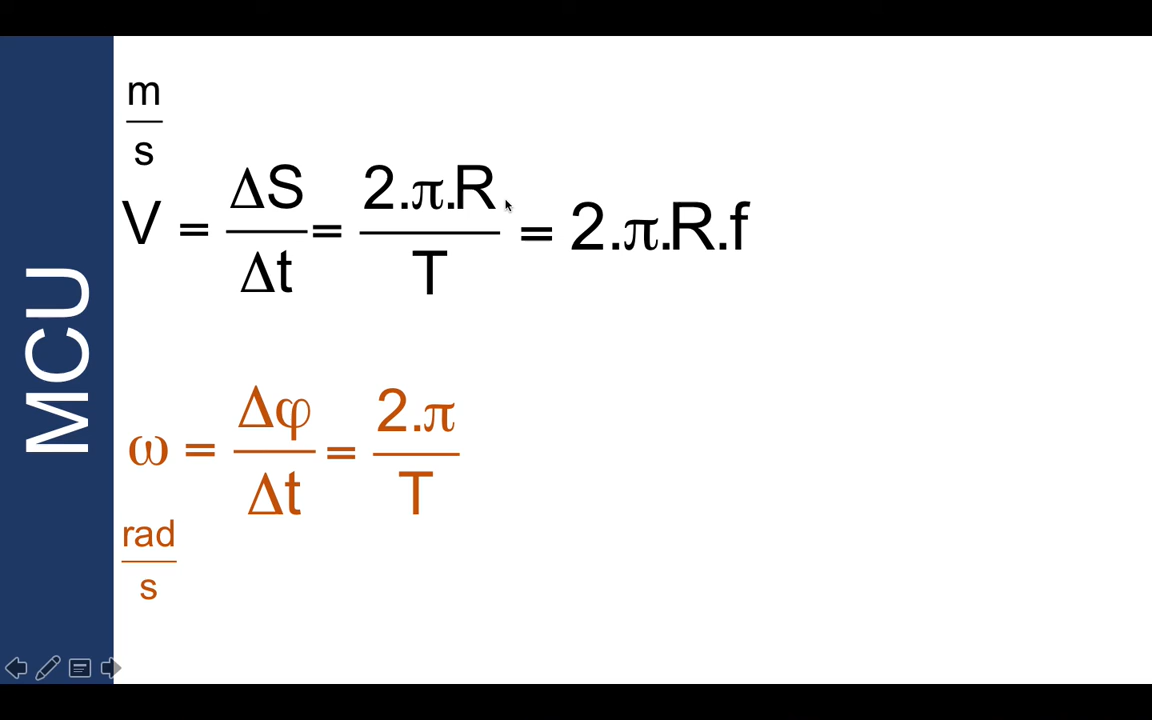 MCU
m
s
V = ΔS/Δt = 2.π.R/T = 2.π.R.f
ω = Δφ/Δt = 2.π/T
rad
s